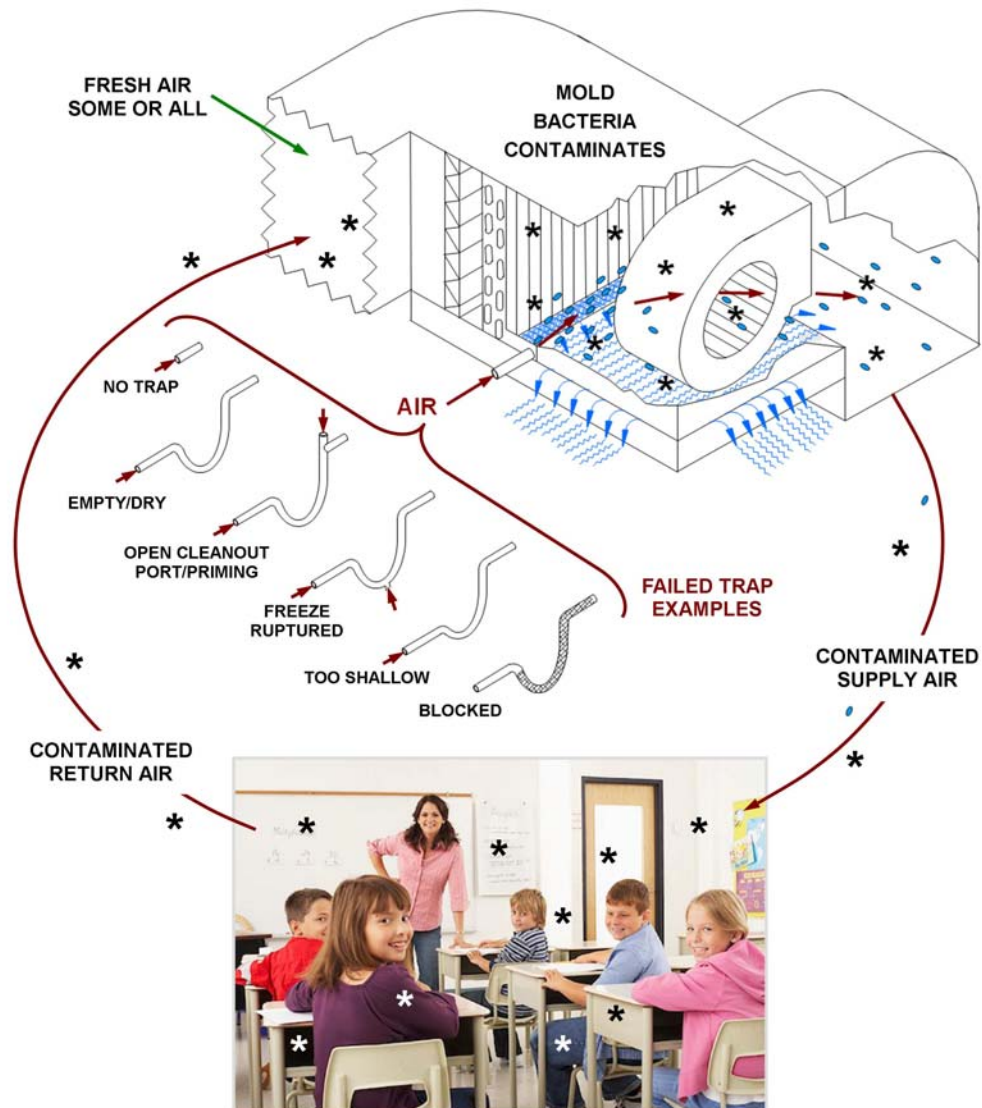 FRESH AIR
SOME OR ALL
MOLD
BACTERIA
CONTAMINATES
NO TRAP
AIR
EMPTY/DRY
OPEN CLEANOUT
PORT/PRIMING
FREEZE
RUPTURED
FAILED TRAP
EXAMPLES
TOO SHALLOW
BLOCKED
CONTAMINATED
SUPPLY AIR
CONTAMINATED
RETURN AIR